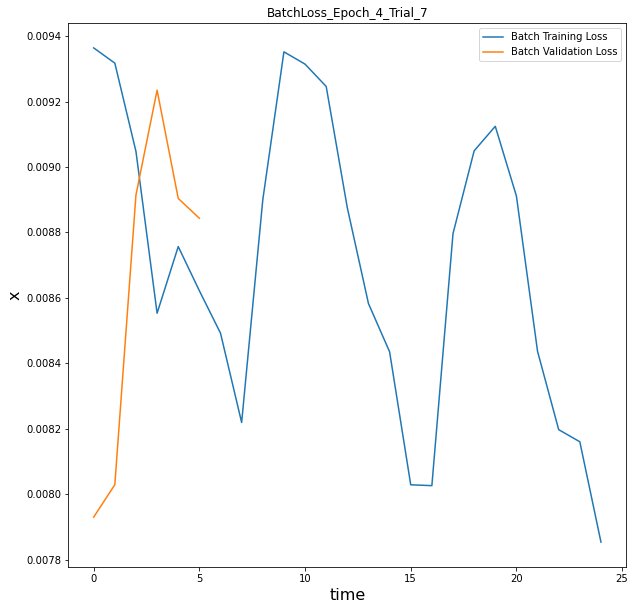 BatchLoss_Epoch_4_Trial_7
Batch Training Loss
Batch Validation Loss
0.0094
0.0092
0.0090
0.0088
0.0086
0.0084
0.0082
0.0080
0.0078
x
0 5 10 15 20 25
time